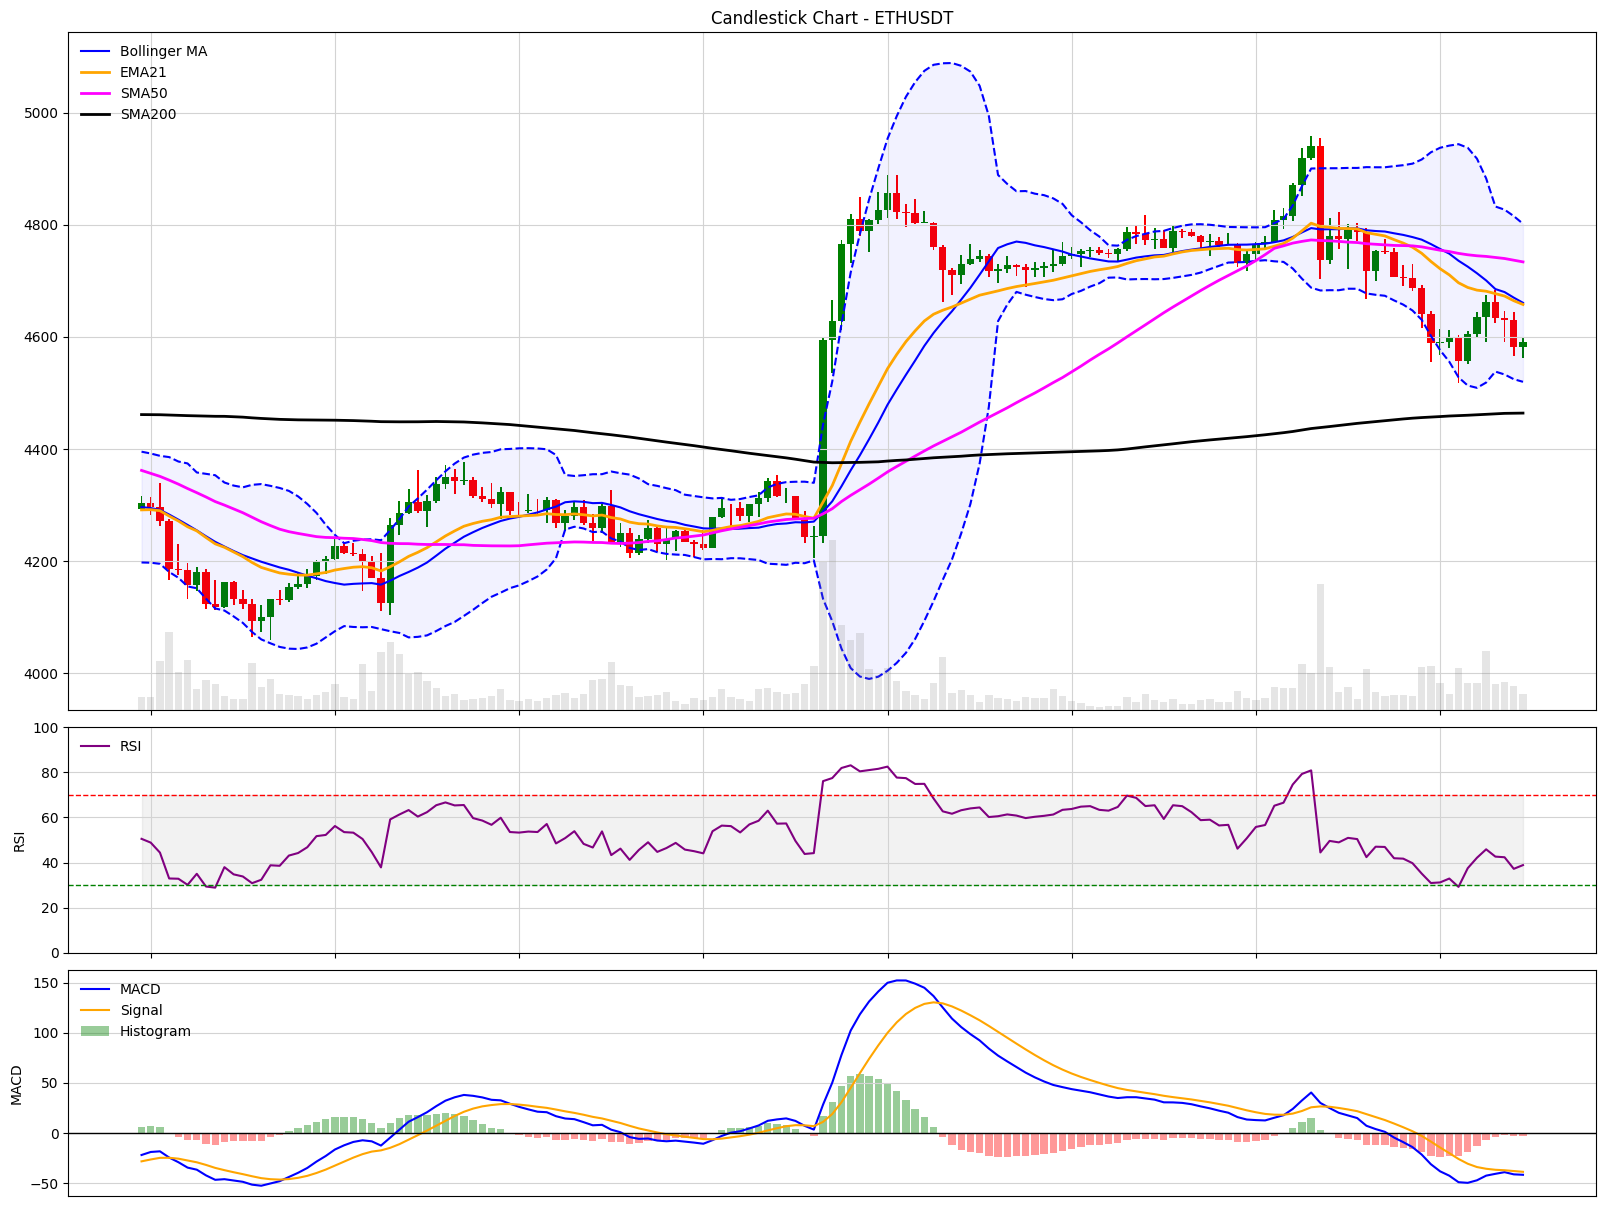 Candlestick Chart - ETHUSDT
Bollinger MA
EMA21
SMA50
SMA200
5000
4800
4600
4400
4200
4000
100
80
60
40
20
0
RSI
RSI
150
100
50
0
−50
MACD
MACD
Signal
Histogram